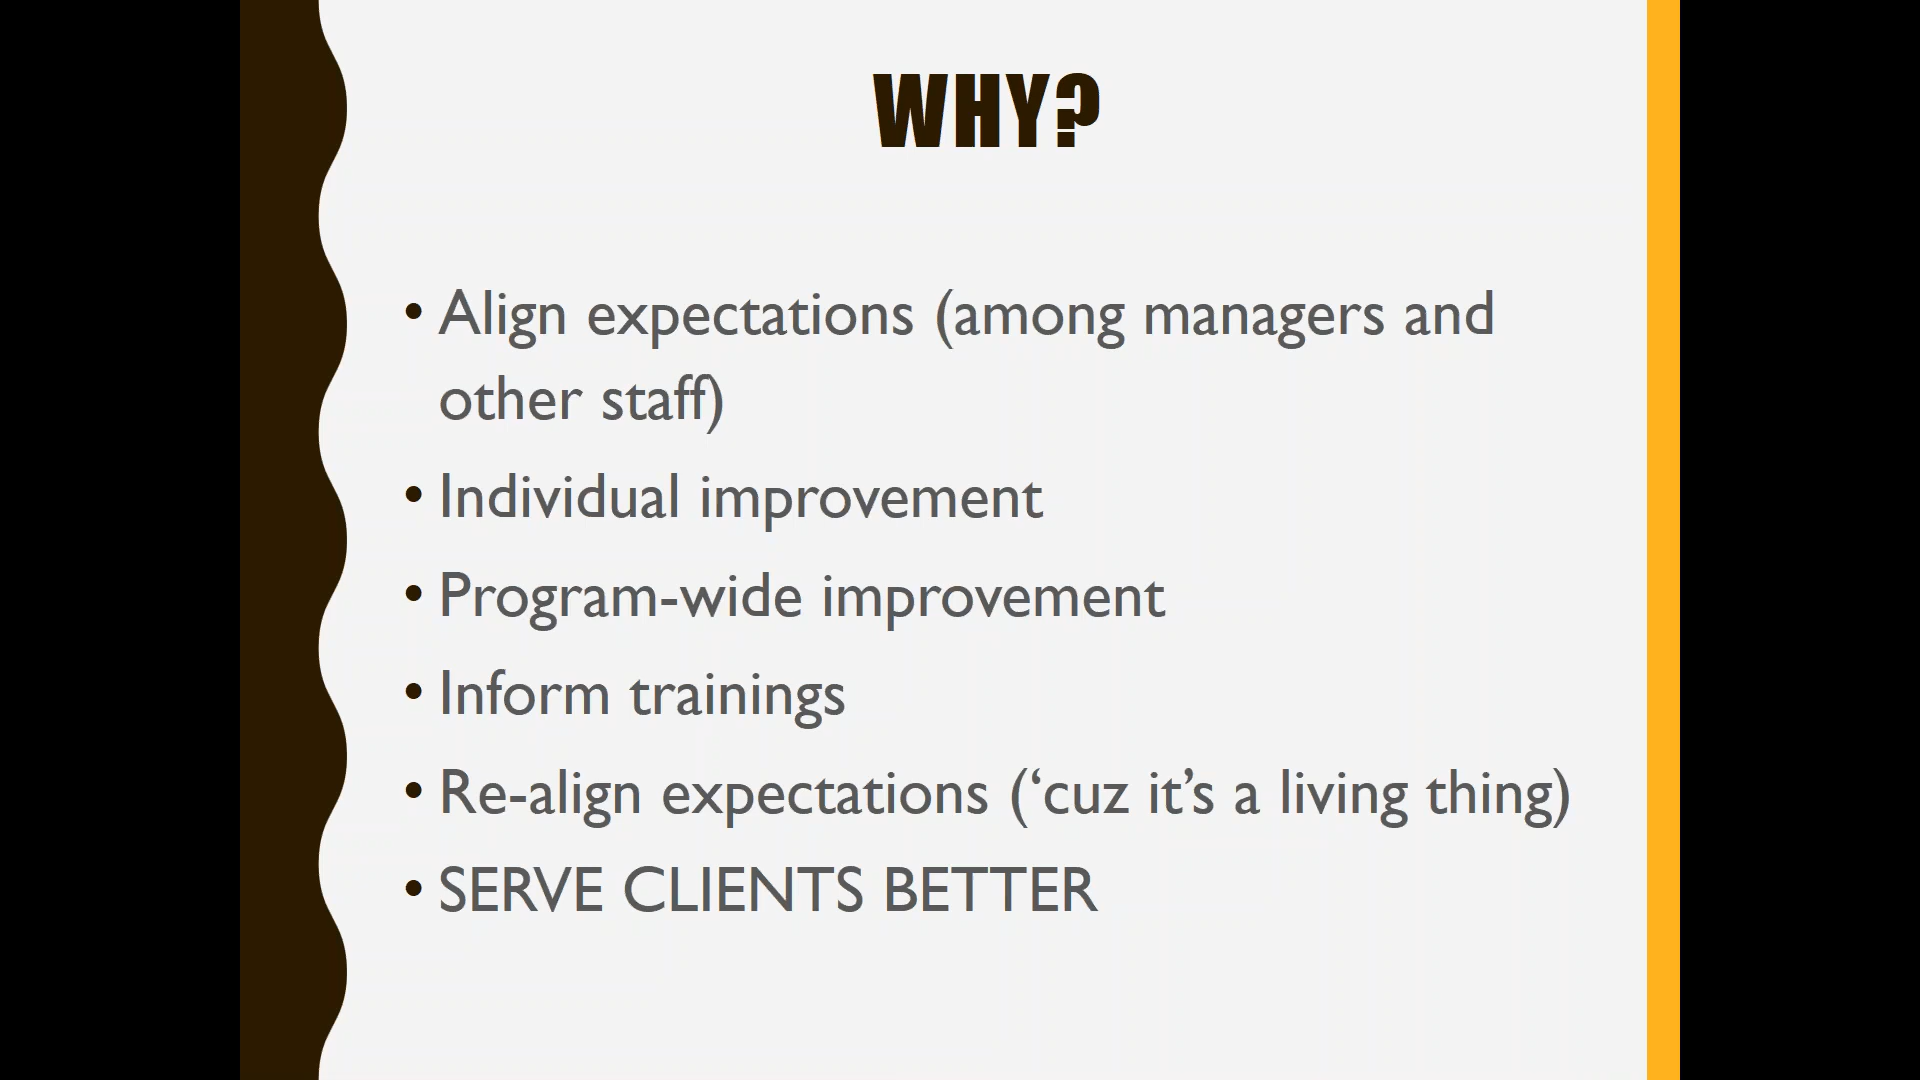 WHY?
• Align expectations (among managers and
other staff)
• Individual improvement
• Program-wide improvement
• Inform trainings
• Re-align expectations (‘cuz it’s a living thing)
• SERVE CLIENTS BETTER